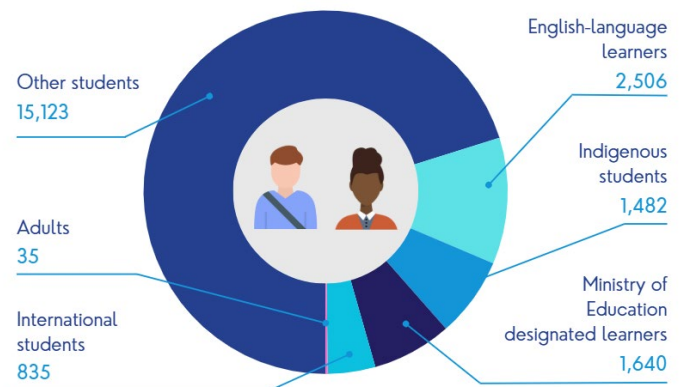 Other students
15,123
Adults
35
International
students
835
English-language
learners
2,506
Indigenous
students
1,482
Ministry of
Education
designated learners
1,640